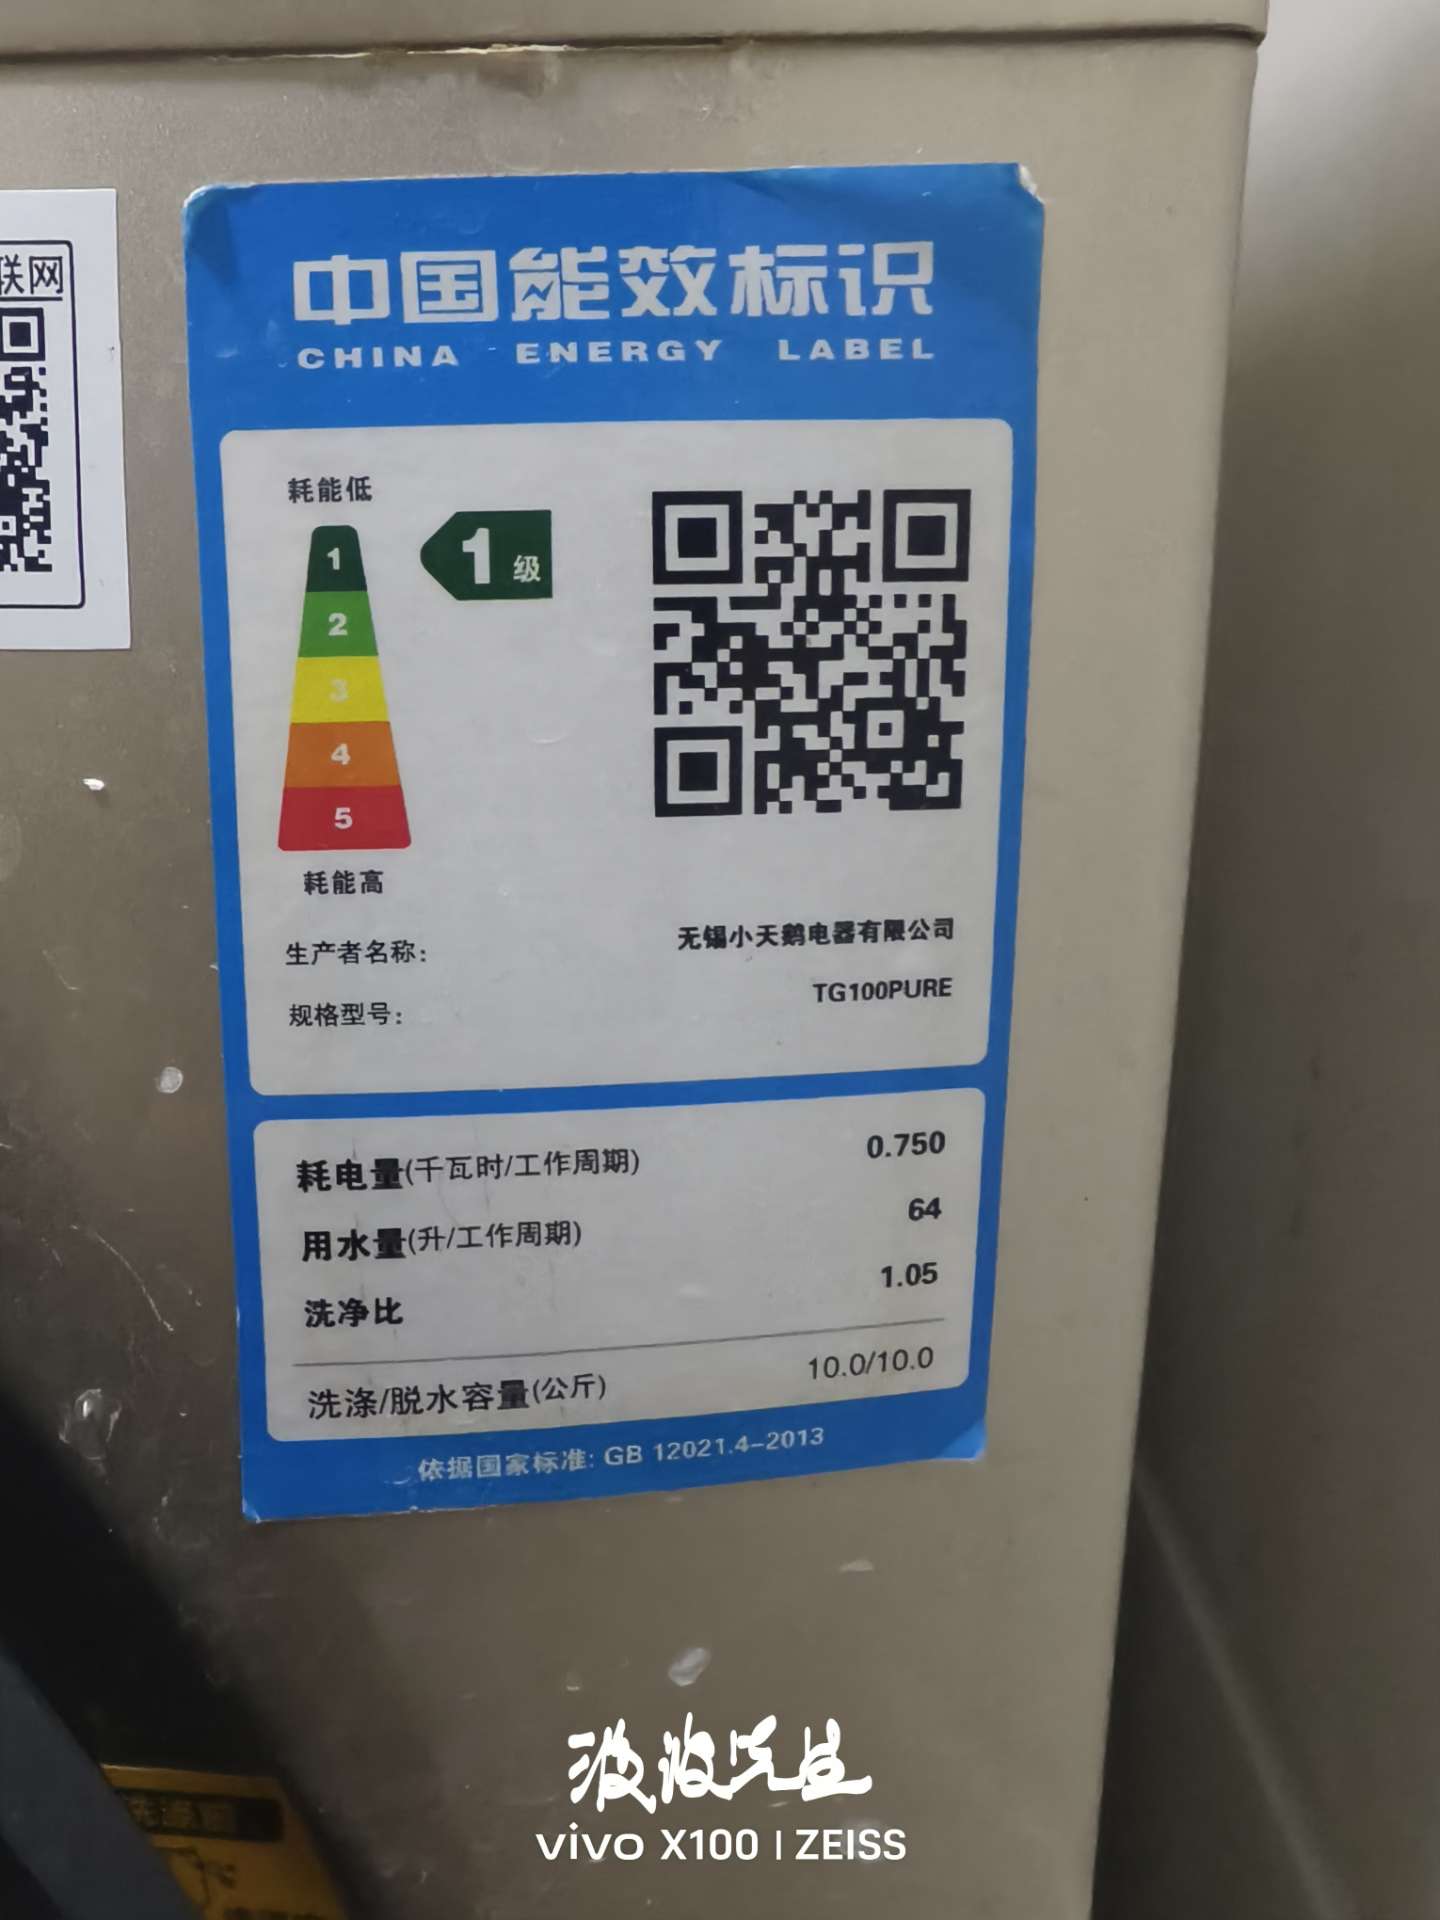 联网
中国能效标识
CHINA ENERGY LABEL
耗能低
1
2
3
4
5
1级
耗能高
生产者名称：
无锡小天鹅电器有限公司
规格型号：
TG100PURE
耗电量(千瓦时/工作周期)
0.750
用水量(升/工作周期)
64
洗净比
1.05
洗涤/脱水容量(公斤)
10.0/10.0
依据国家标准: GB 12021.4-2013
波波先生
vivo X100 | ZEISS